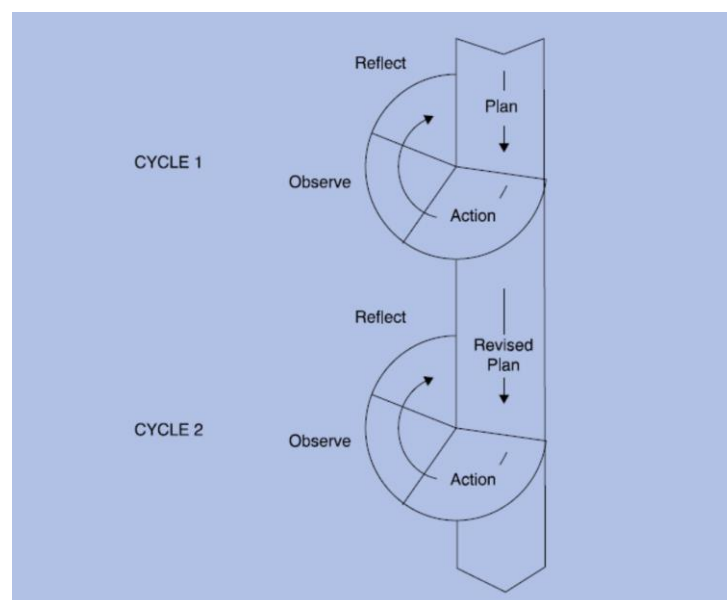 Reflect
Plan
CYCLE 1
Observe
Action
Reflect
Revised
Plan
CYCLE 2
Observe
Action